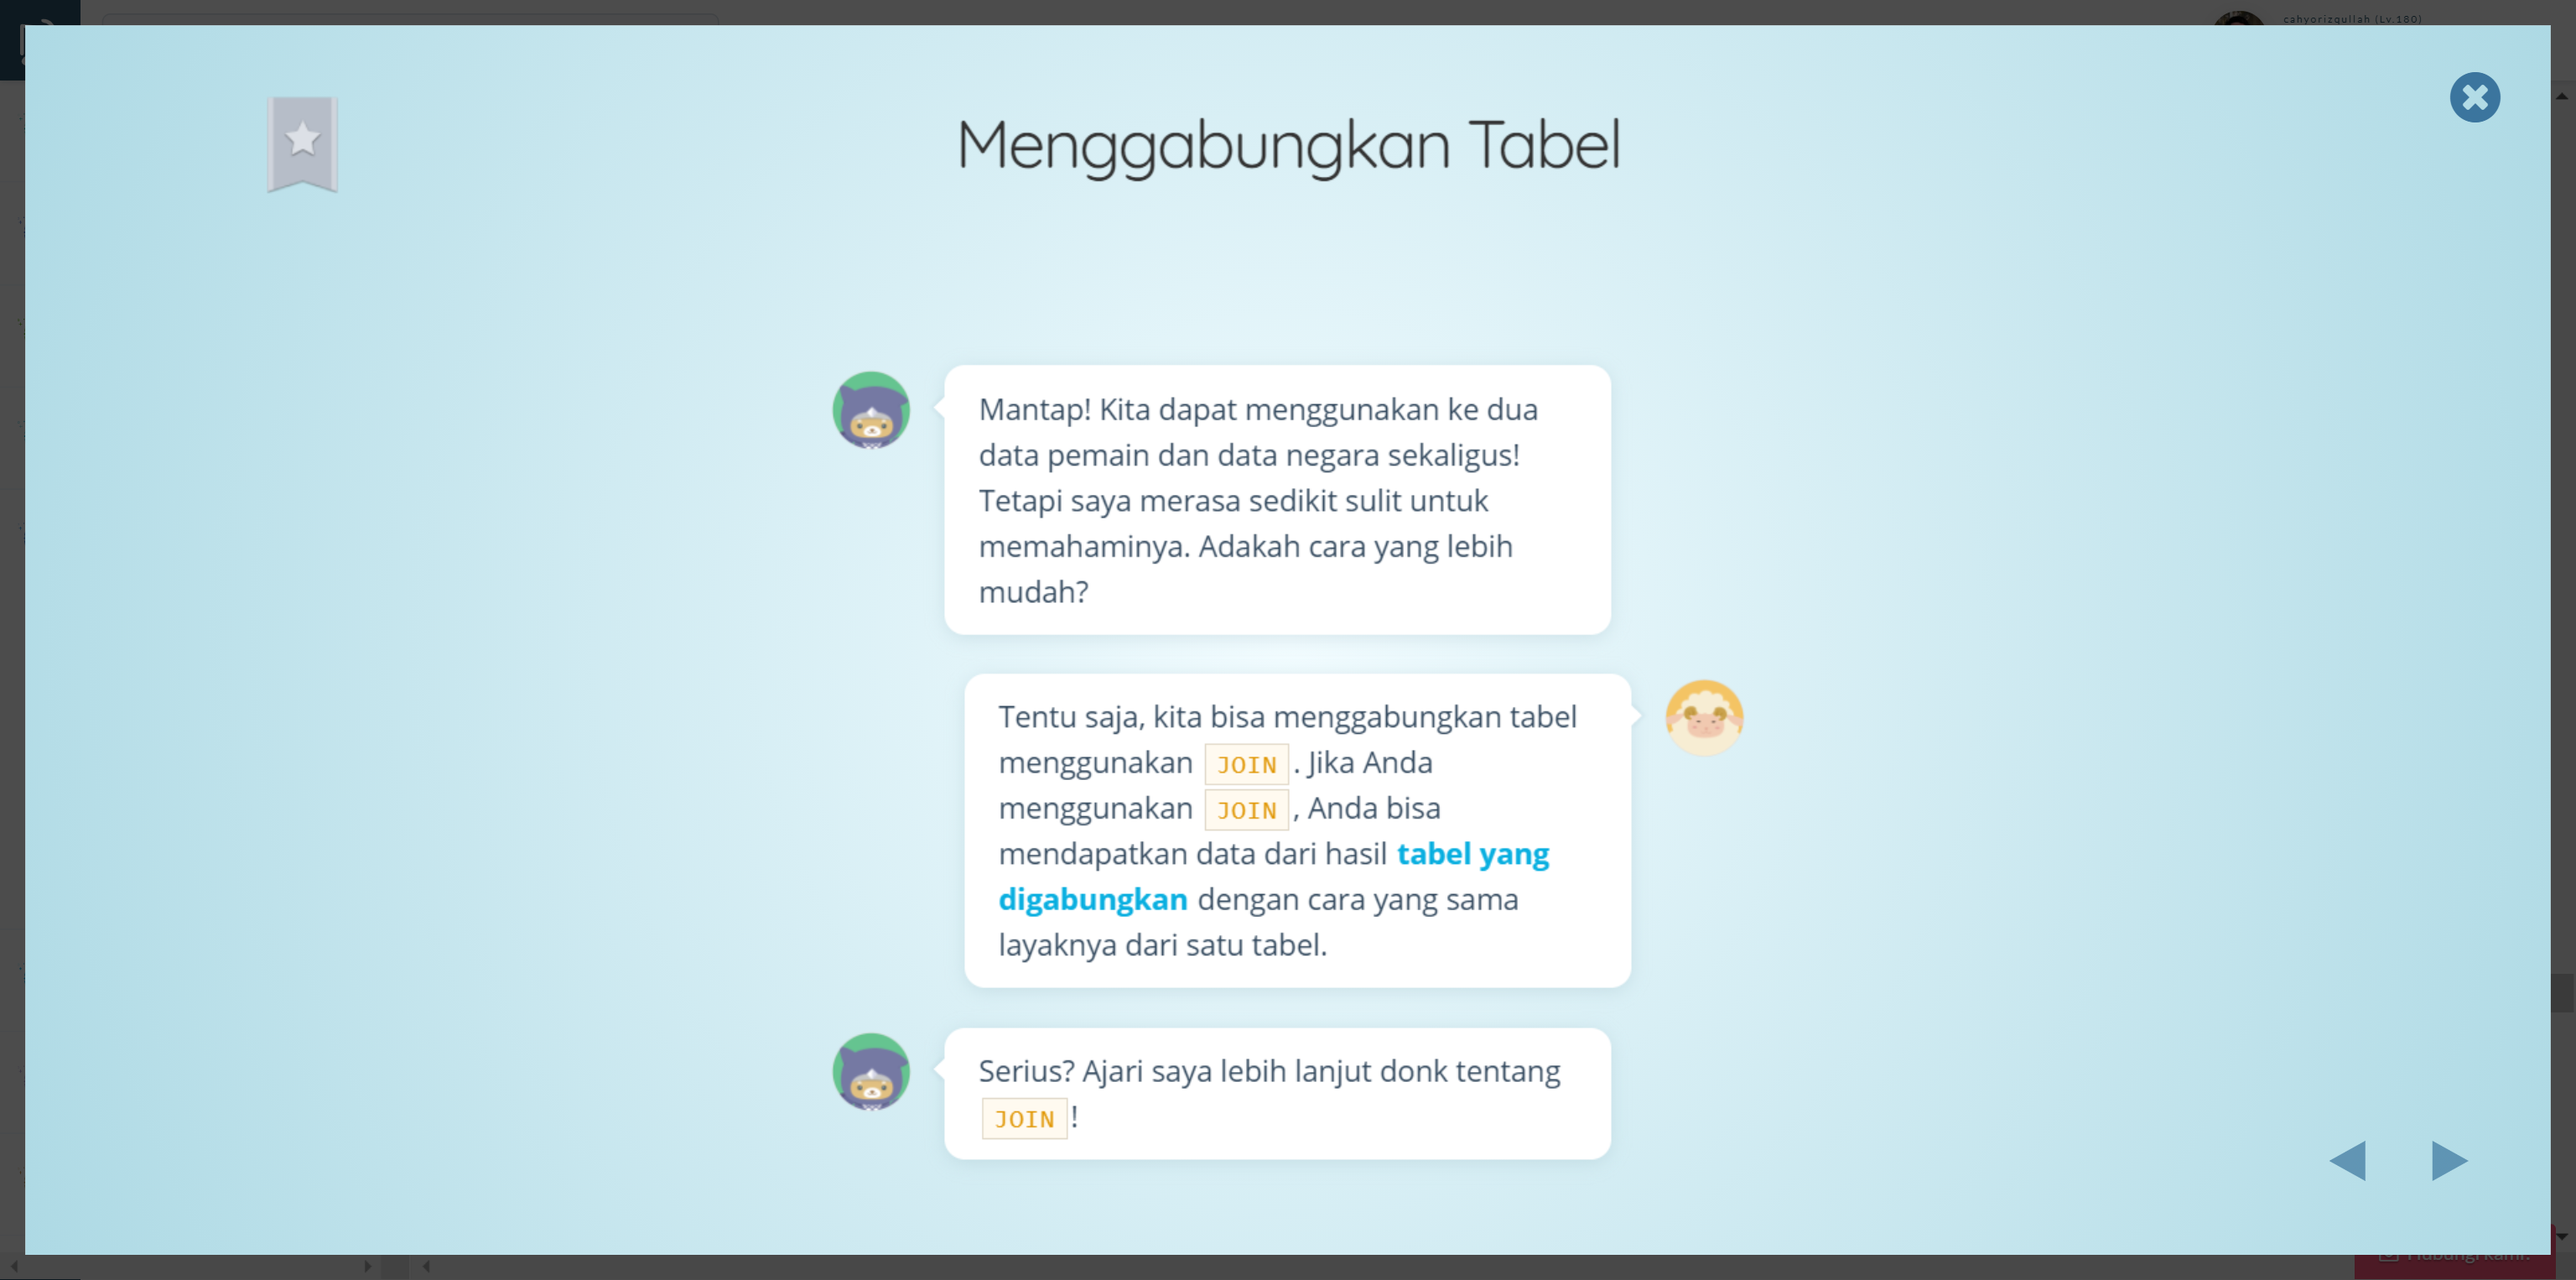 cahyorizqullah (Lv.180)
Menggabungkan Tabel
Mantap! Kita dapat menggunakan ke dua
data pemain dan data negara sekaligus!
Tetapi saya merasa sedikit sulit untuk
memahaminya. Adakah cara yang lebih
mudah?
Tentu saja, kita bisa menggabungkan tabel
menggunakan JOIN. Jika Anda
menggunakan JOIN, Anda bisa
mendapatkan data dari hasil tabel yang
digabungkan dengan cara yang sama
layaknya dari satu tabel.
Serius? Ajari saya lebih lanjut donk tentang
JOIN!
Hubungi kami!